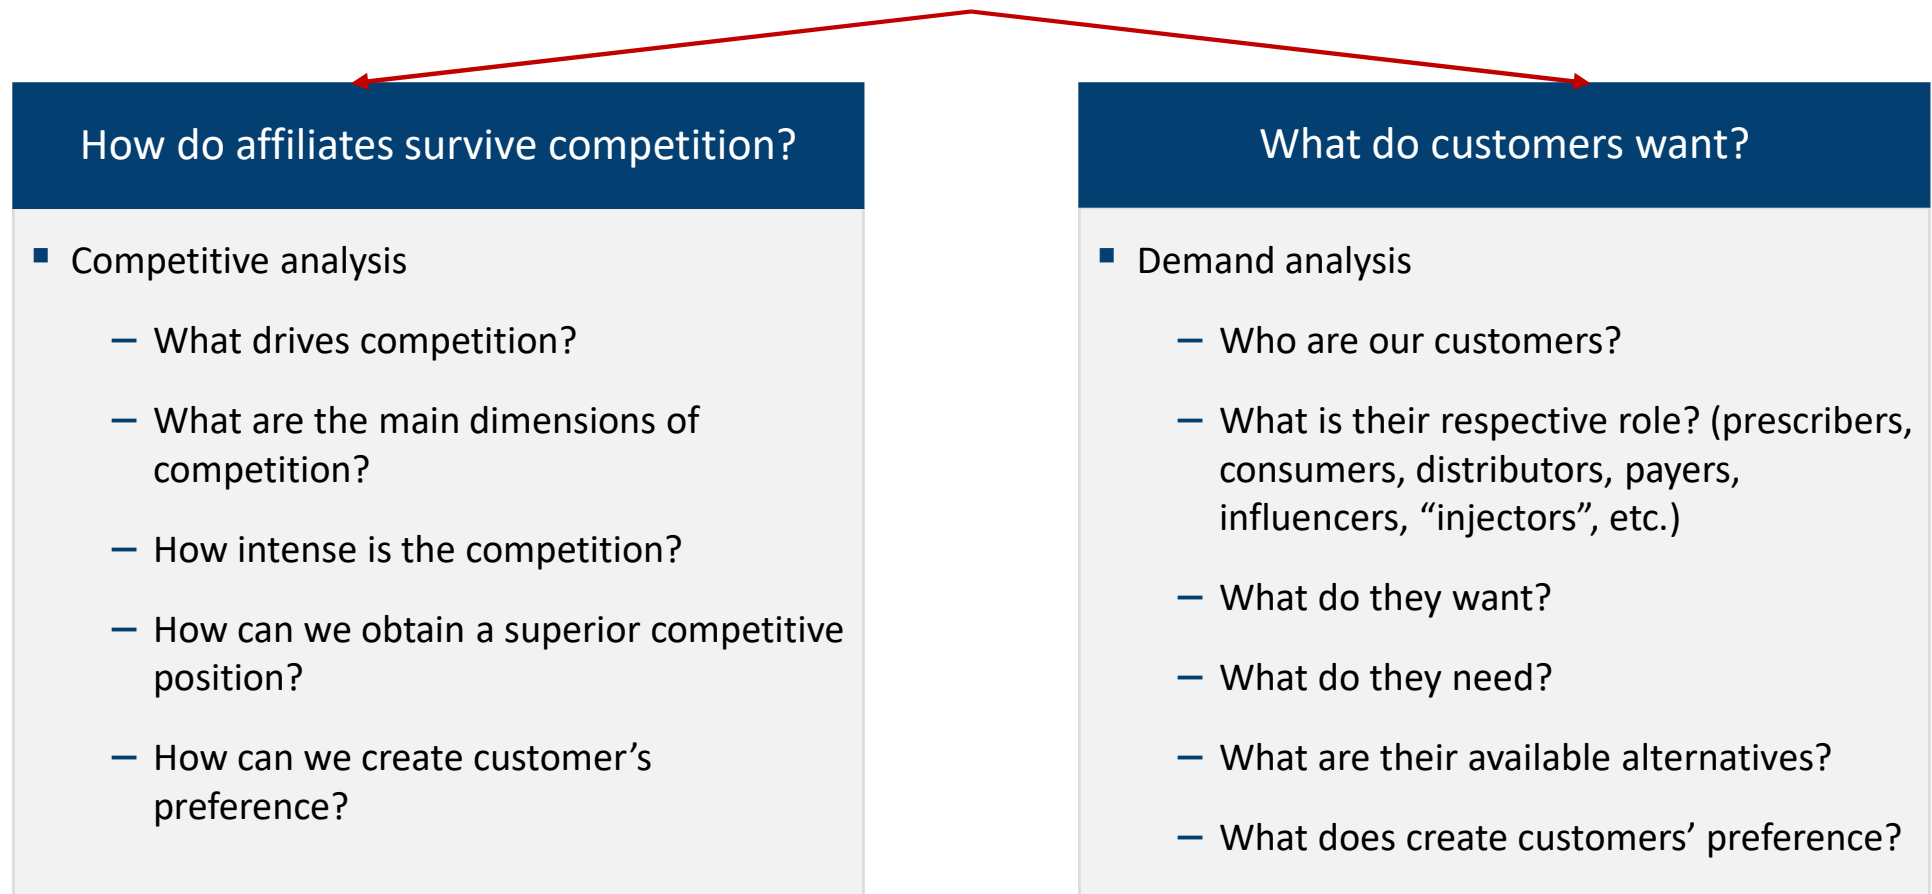 How do affiliates survive competition?
▪ Competitive analysis
– What drives competition?
– What are the main dimensions of
competition?
– How intense is the competition?
– How can we obtain a superior competitive
position?
– How can we create customer’s
preference?
What do customers want?
▪ Demand analysis
– Who are our customers?
– What is their respective role? (prescribers,
consumers, distributors, payers,
influencers, “injectors”, etc.)
– What do they want?
– What do they need?
– What are their available alternatives?
– What does create customers’ preference?